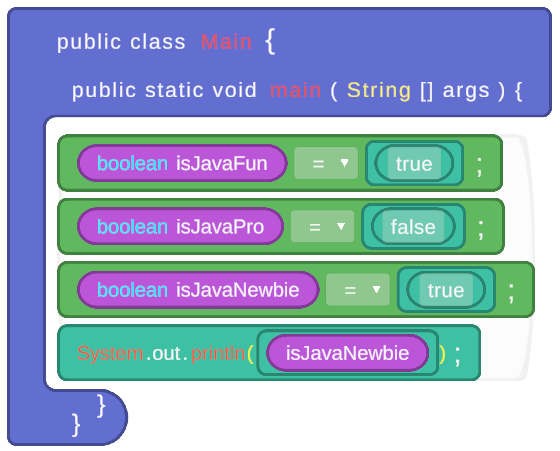 public class Main {
public static void main ( String [] args ) {
boolean isJavaFun = ▼ true ;
boolean isJavaPro = ▼ false ;
boolean isJavaNewbie = ▼ true ;
System.out.println( isJavaNewbie ) ;
}
}